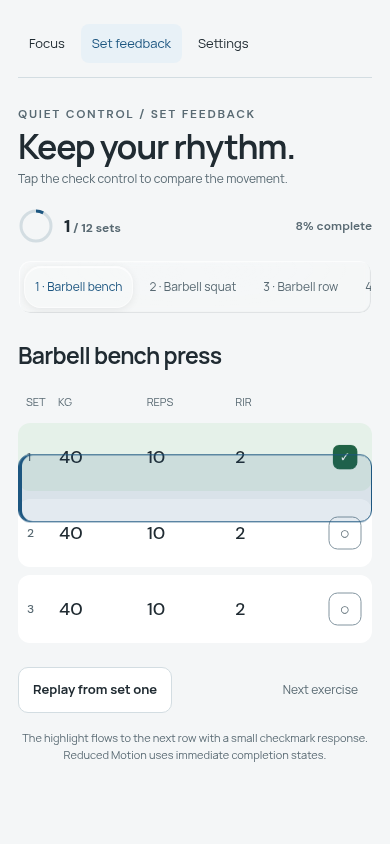 Focus Set feedback Settings
QUIET CONTROL / SET FEEDBACK
Keep your rhythm.
Tap the check control to compare the movement.
1 / 12 sets 8% complete
1 · Barbell bench 2 · Barbell squat 3 · Barbell row 4
Barbell bench press
SET KG REPS RIR
1 40 10 2 ✓
2 40 10 2 ○
3 40 10 2 ○
Replay from set one Next exercise
The highlight flows to the next row with a small checkmark response.
Reduced Motion uses immediate completion states.